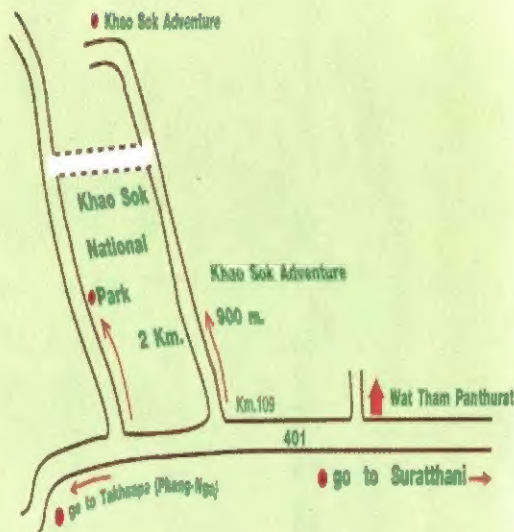 Khao Sok Adventure
Khao Sok
National
Park
2 Km.
Khao Sok Adventure
900 m.
Km.109
Wat Tham Panthurat
401
go to Suratthani
go to Takhuapa (Phang-Nga)